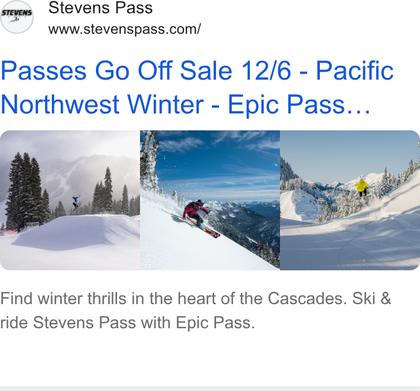 STEVENS
Stevens Pass
www.stevenspass.com/
Passes Go Off Sale 12/6 - Pacific
Northwest Winter - Epic Pass…
Find winter thrills in the heart of the Cascades. Ski &
ride Stevens Pass with Epic Pass.